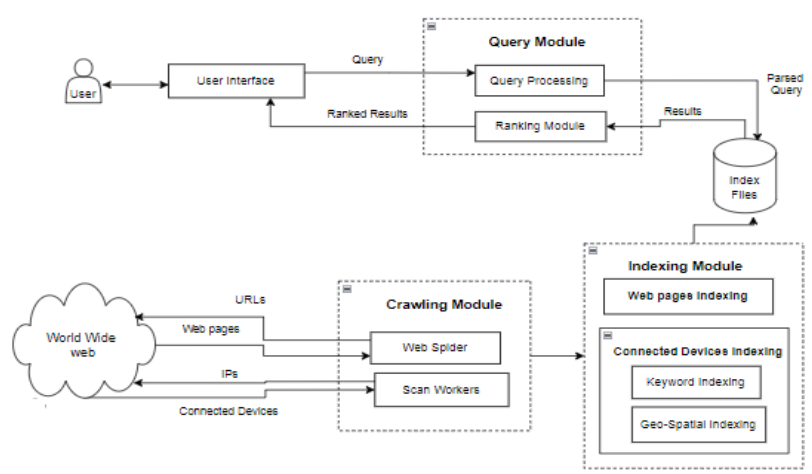 Query Module
Query
Parsed
Query
User Interface
Query Processing
User
Ranked Results
Ranking Module
Results
Index
Files
Indexing Module
Web pages Indexing
URLs
Crawling Module
World Wide
web
Web pages
Web Spider
Connected Devices Indexing
IPs
Scan Workers
Keyword Indexing
Connected Devices
Geo-Spatial Indexing